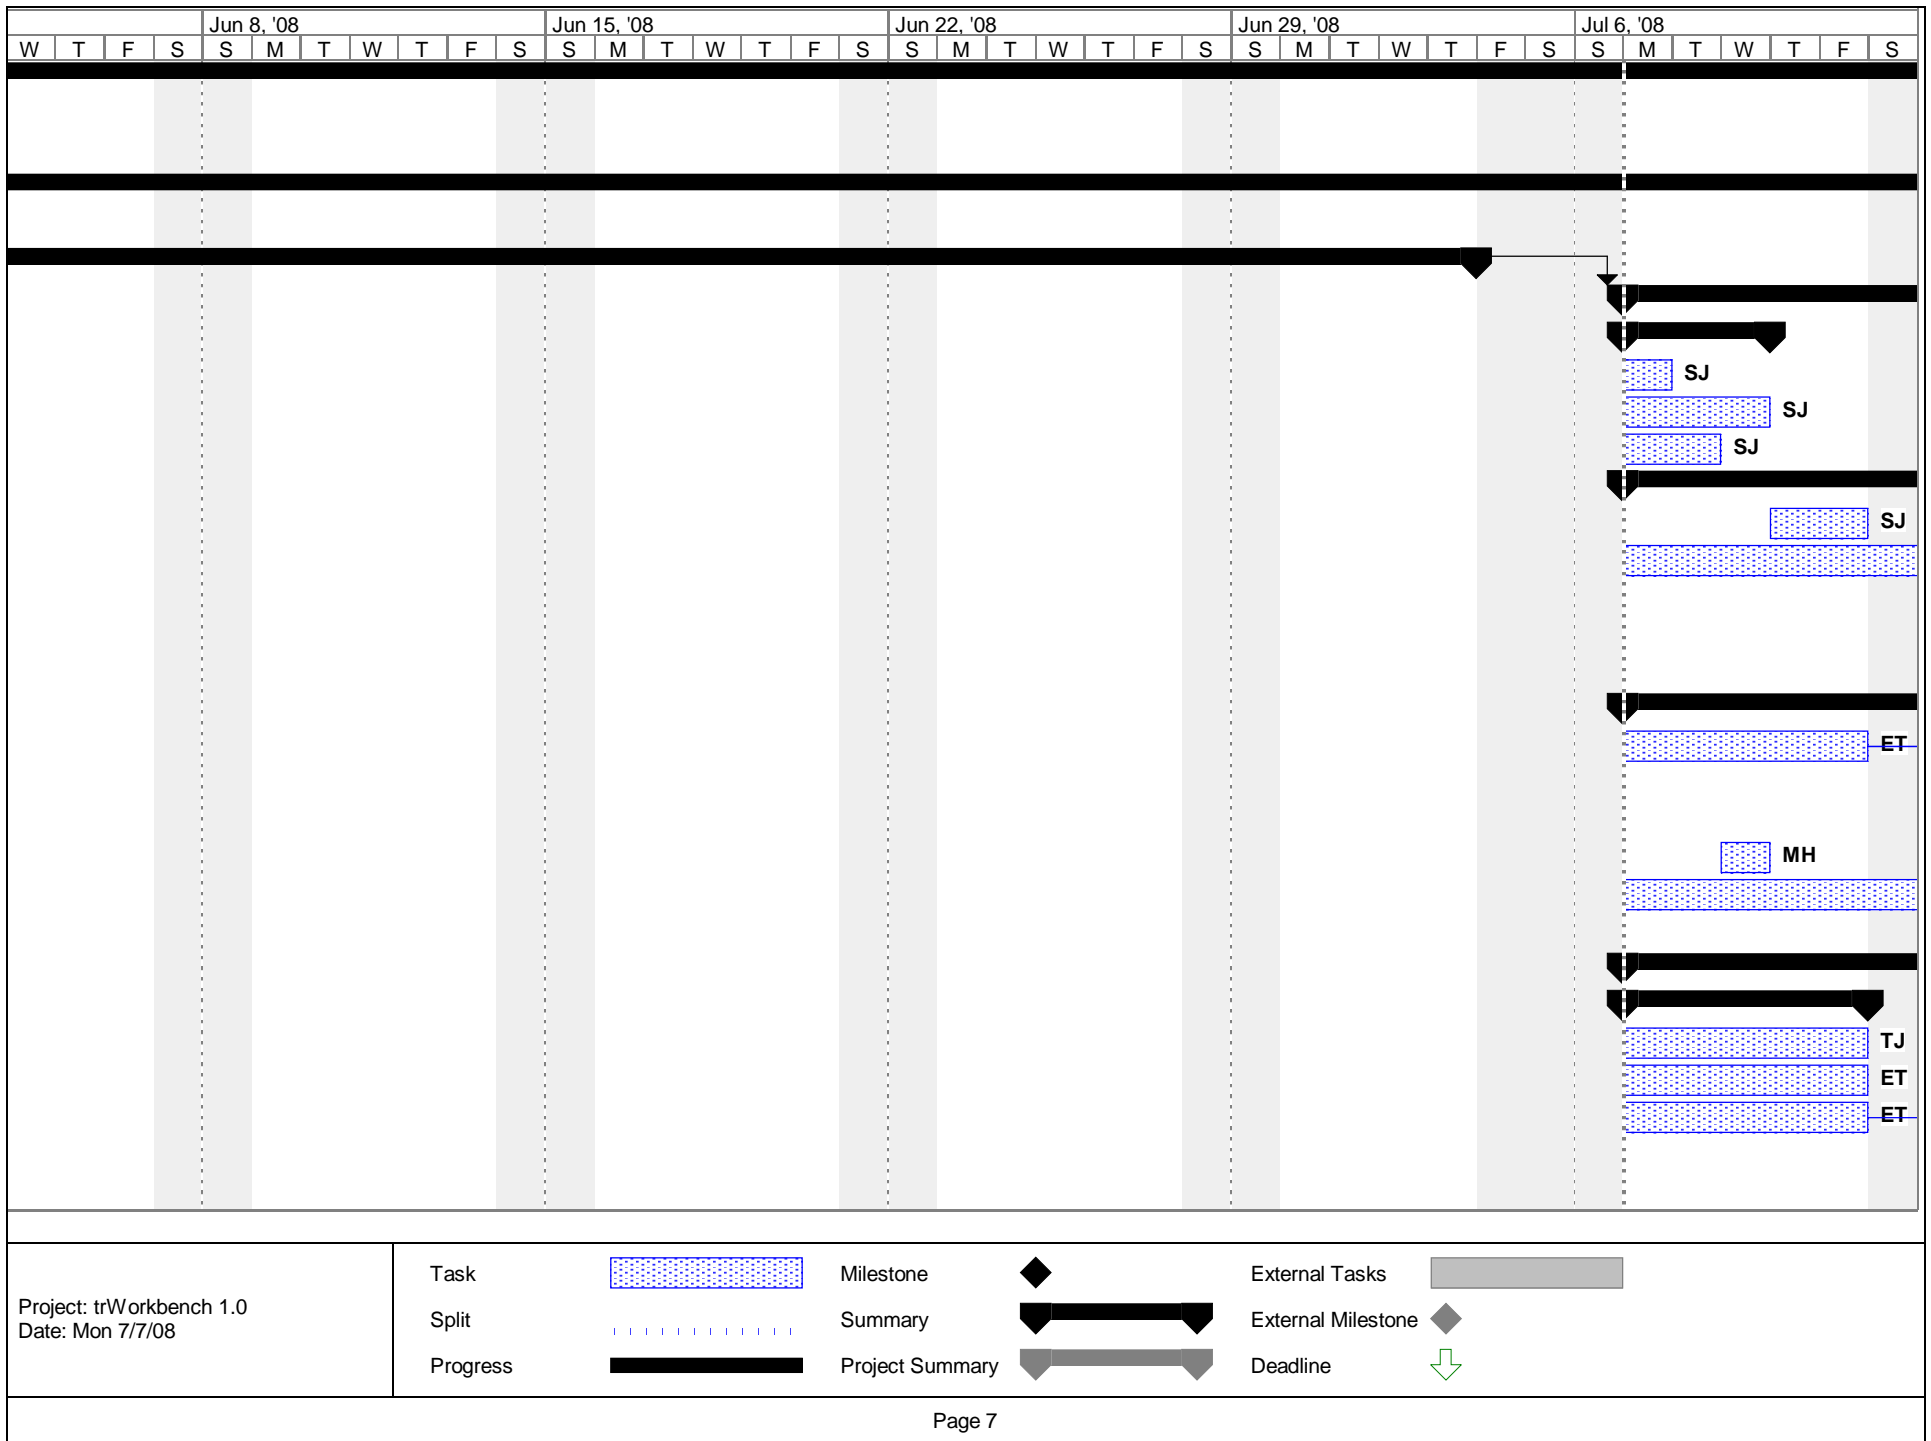 Jun 8, '08 Jun 15, '08 Jun 22, '08 Jun 29, '08 Jul 6, '08
W T F S S M T W T F S S M T W T F S S M T W T F S S M T W T F S S M T W T F S
SJ
SJ
SJ
SJ
ET
MH
TJ
ET
ET
Project: trWorkbench 1.0
Date: Mon 7/7/08
Task Milestone External Tasks
Split Summary External Milestone
Progress Project Summary Deadline
Page 7